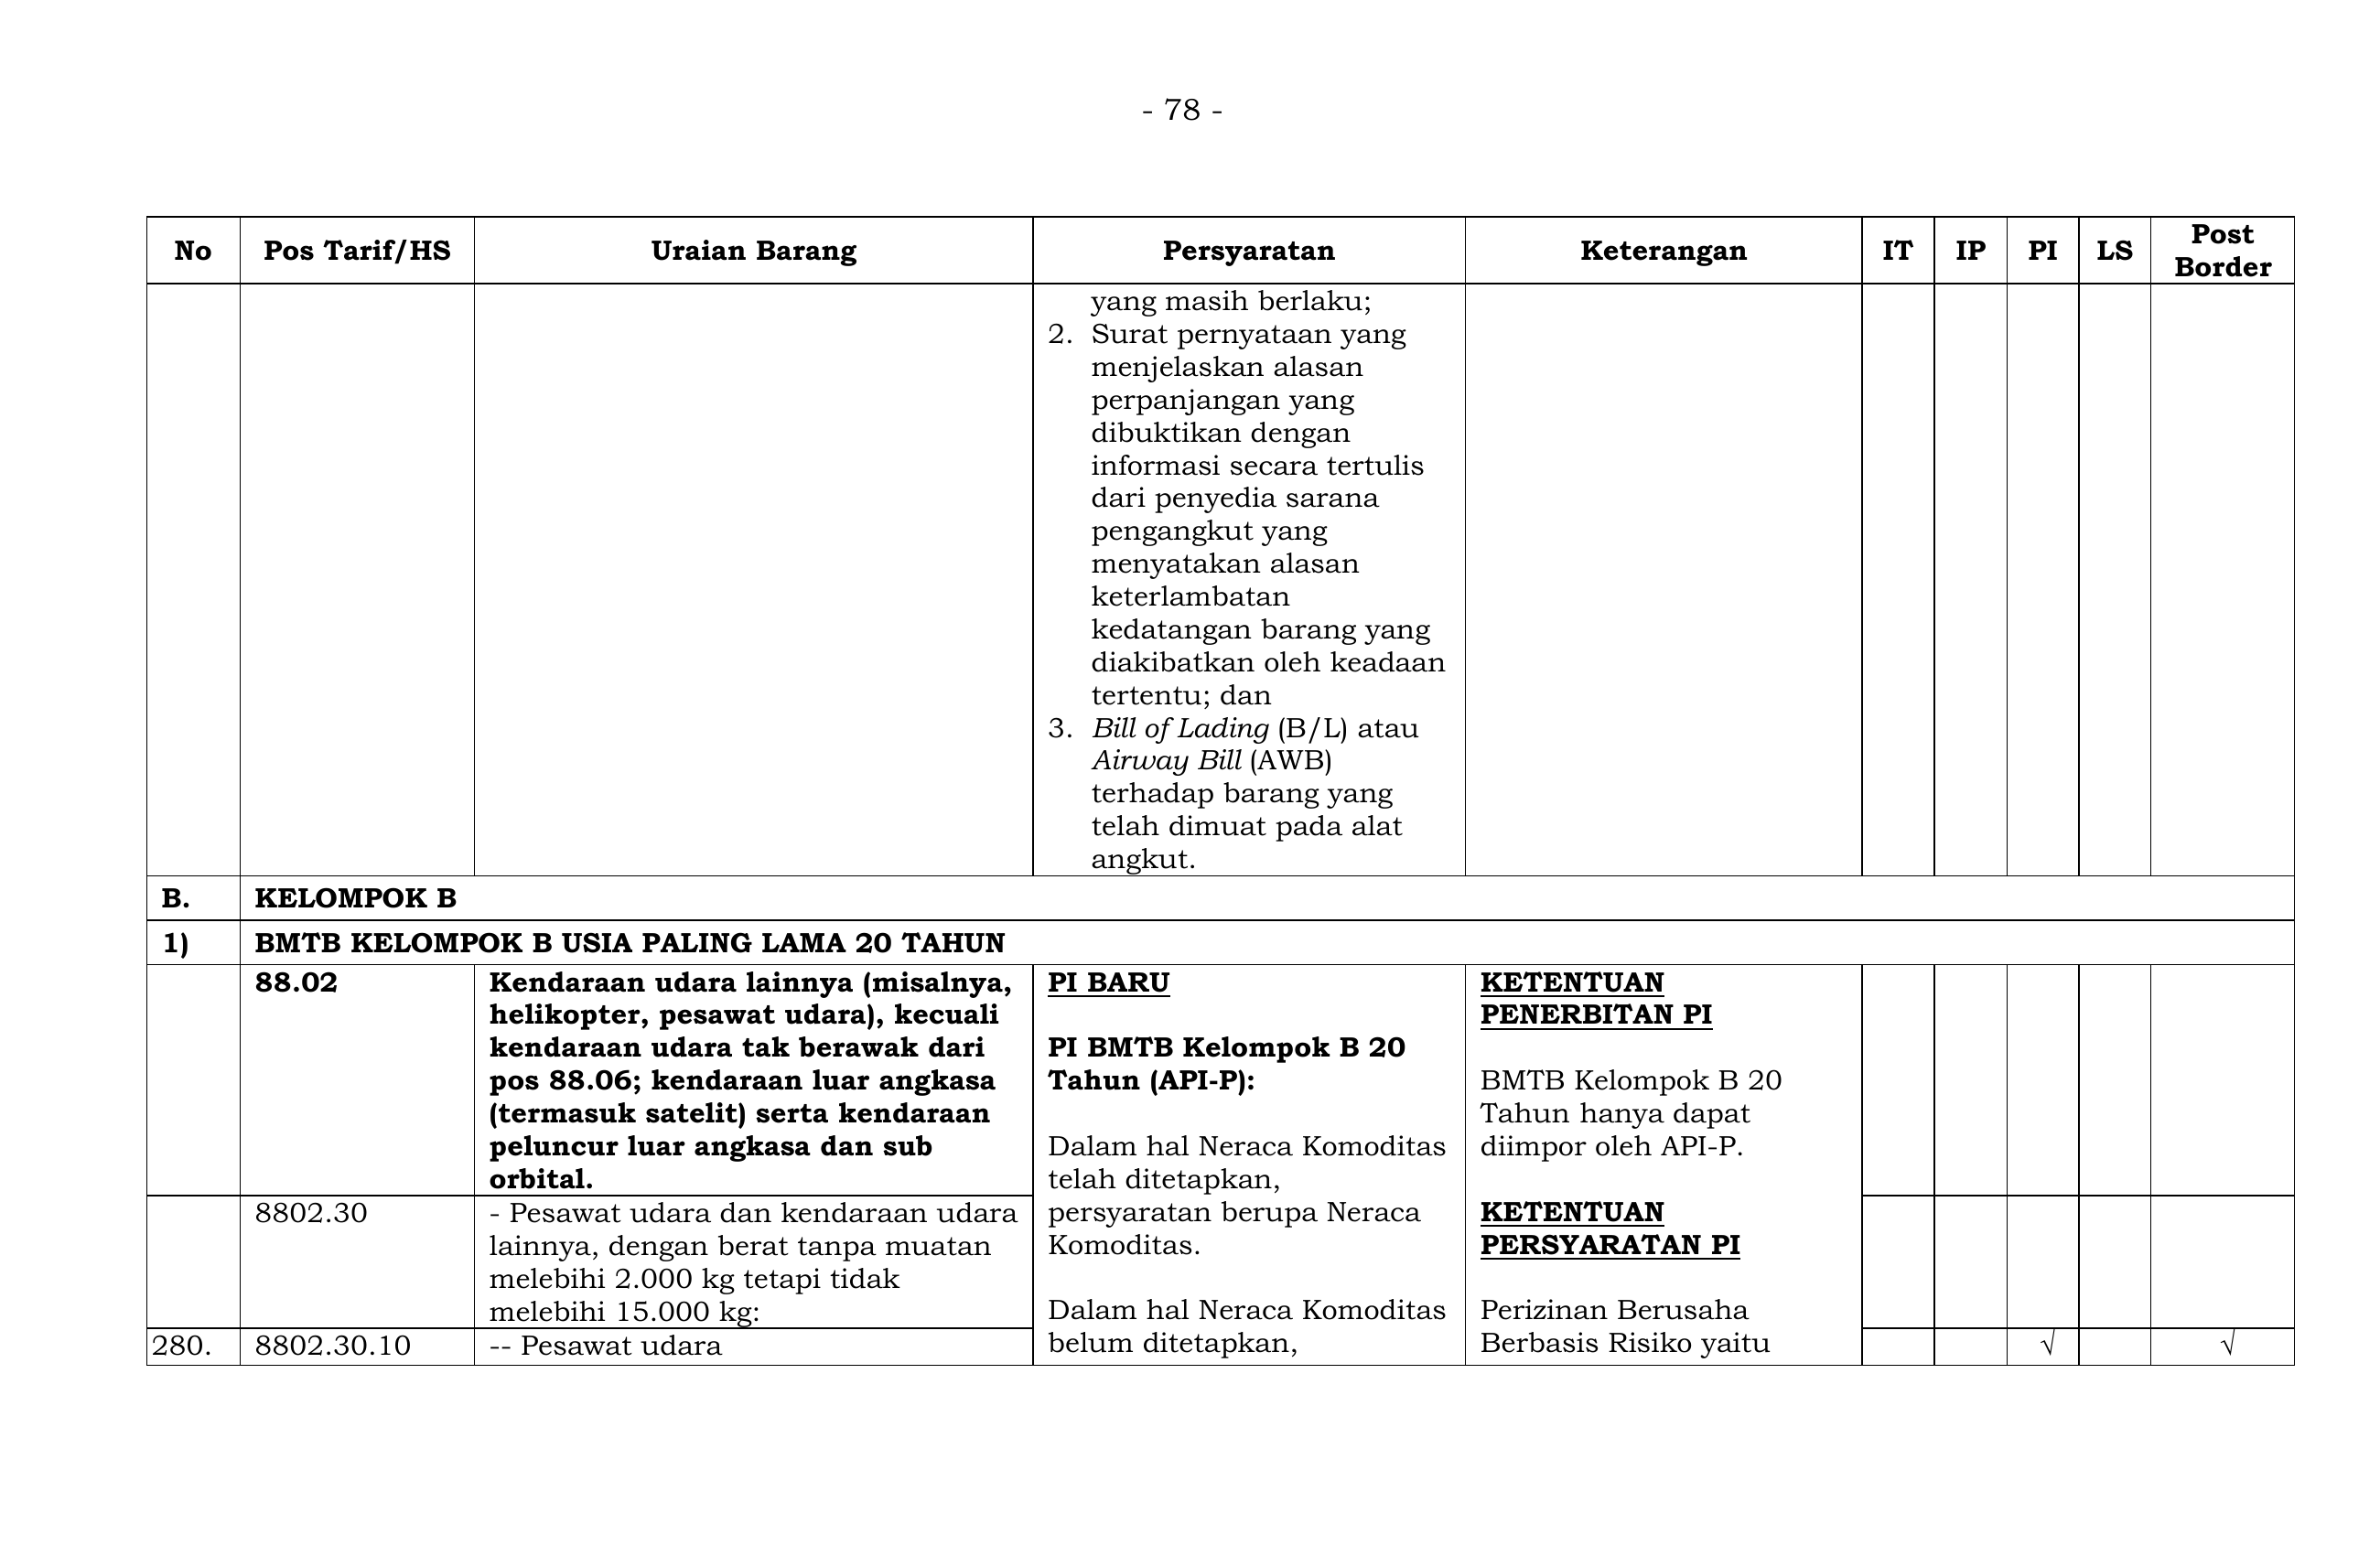 - 78 -
No Pos Tarif/HS Uraian Barang Persyaratan Keterangan IT IP PI LS Post Border
yang masih berlaku;
2. Surat pernyataan yang
menjelaskan alasan
perpanjangan yang
dibuktikan dengan
informasi secara tertulis
dari penyedia sarana
pengangkut yang
menyatakan alasan
keterlambatan
kedatangan barang yang
diakibatkan oleh keadaan
tertentu; dan
3. Bill of Lading (B/L) atau
Airway Bill (AWB)
terhadap barang yang
telah dimuat pada alat
angkut.
B. KELOMPOK B
1) BMTB KELOMPOK B USIA PALING LAMA 20 TAHUN
88.02
Kendaraan udara lainnya (misalnya,
helikopter, pesawat udara), kecuali
kendaraan udara tak berawak dari
pos 88.06; kendaraan luar angkasa
(termasuk satelit) serta kendaraan
peluncur luar angkasa dan sub
orbital.
8802.30
- Pesawat udara dan kendaraan udara
lainnya, dengan berat tanpa muatan
melebihi 2.000 kg tetapi tidak
melebihi 15.000 kg:
280. 8802.30.10 -- Pesawat udara
PI BARU
PI BMTB Kelompok B 20
Tahun (API-P):
Dalam hal Neraca Komoditas
telah ditetapkan,
persyaratan berupa Neraca
Komoditas.
Dalam hal Neraca Komoditas
belum ditetapkan,
KETENTUAN
PENERBITAN PI
BMTB Kelompok B 20
Tahun hanya dapat
diimpor oleh API-P.
KETENTUAN
PERSYARATAN PI
Perizinan Berusaha
Berbasis Risiko yaitu
√ √